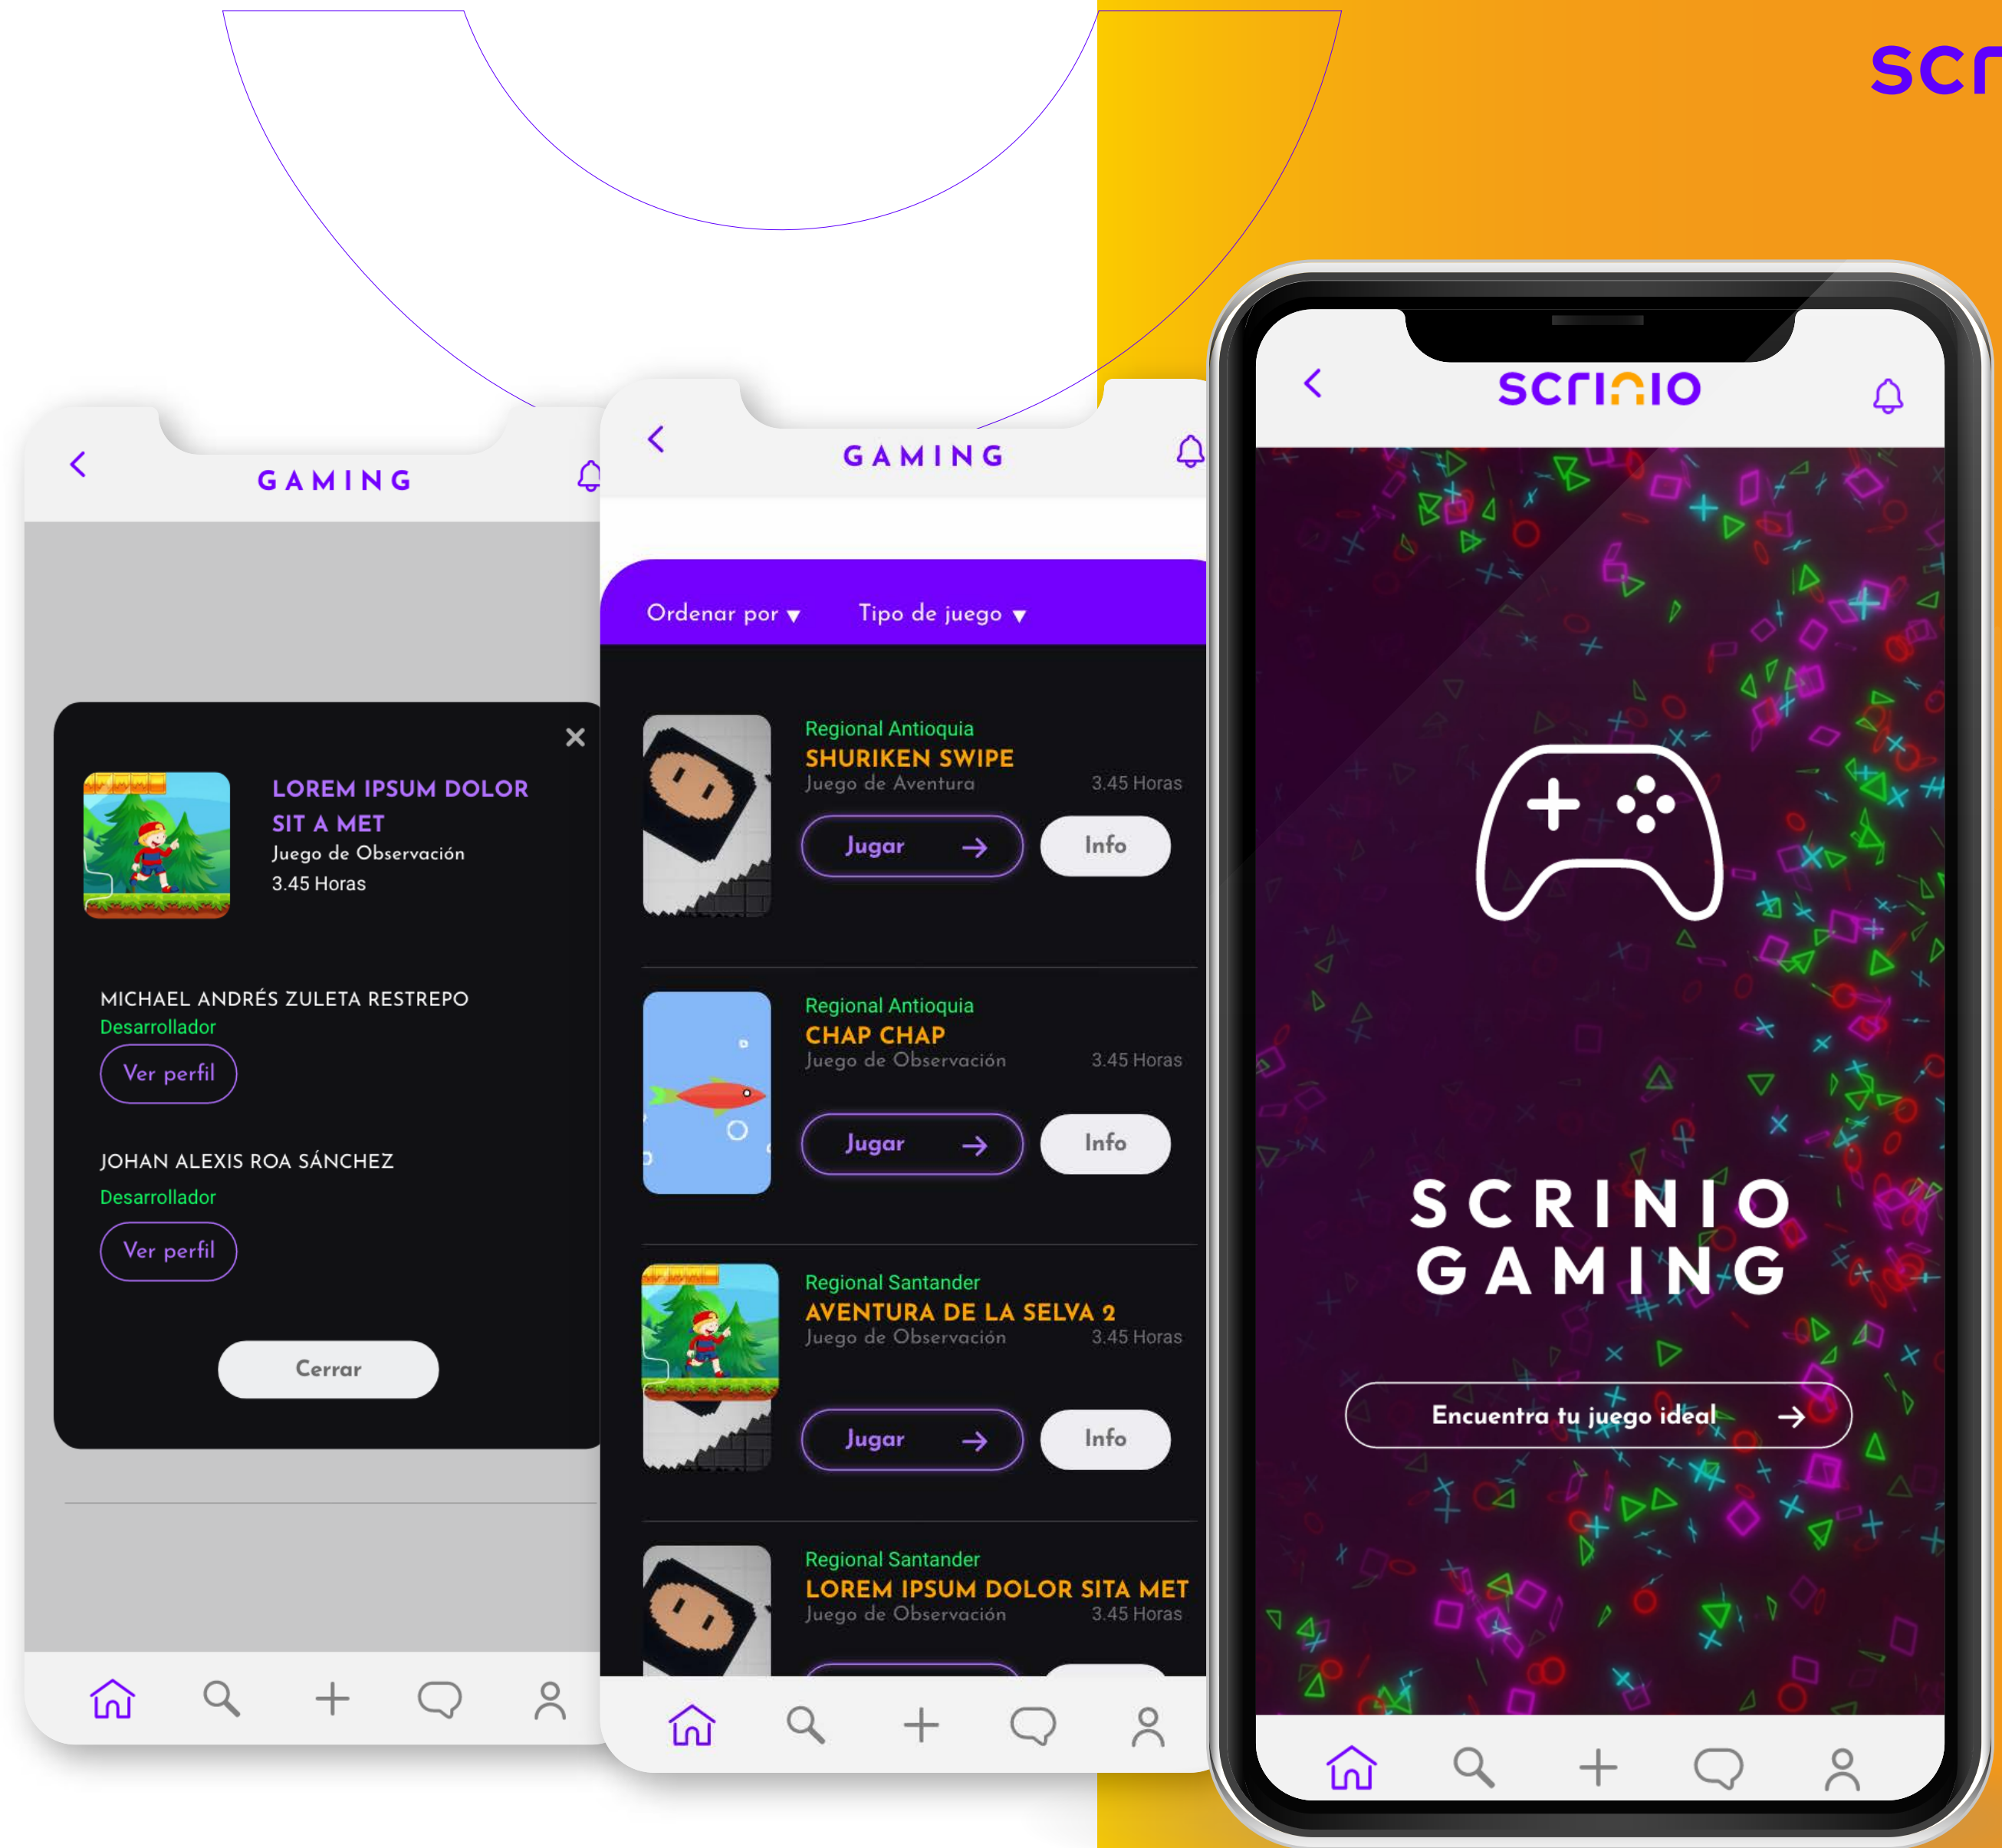 GAMING
LOREM IPSUM DOLOR
SIT A MET
Juego de Observación
3.45 Horas
MICHAEL ANDRÉS ZULETA RESTREPO
Desarrollador
Ver perfil
JOHAN ALEXIS ROA SÁNCHEZ
Desarrollador
Ver perfil
Cerrar
GAMING
Ordenar por ▼ Tipo de juego ▼
Regional Antioquia
SHURIKEN SWIPE
Juego de Aventura 3.45 Horas
Jugar → Info
Regional Antioquia
CHAP CHAP
Juego de Observación 3.45 Horas
Jugar → Info
Regional Santander
AVENTURA DE LA SELVA 2
Juego de Observación 3.45 Horas
Jugar → Info
Regional Santander
LOREM IPSUM DOLOR SITA MET
Juego de Observación 3.45 Horas
scr
scrinio
SCRINIO
GAMING
Encuentra tu juego ideal →